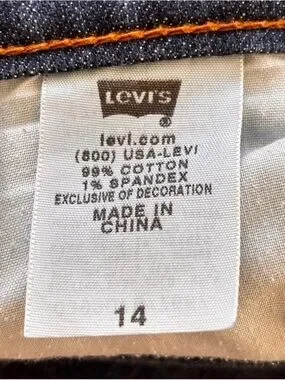 LEVI'S
®
levi.com
(800) USA-LEVI
99% COTTON
1% SPANDEX
EXCLUSIVE OF DECORATION
MADE IN
CHINA
14